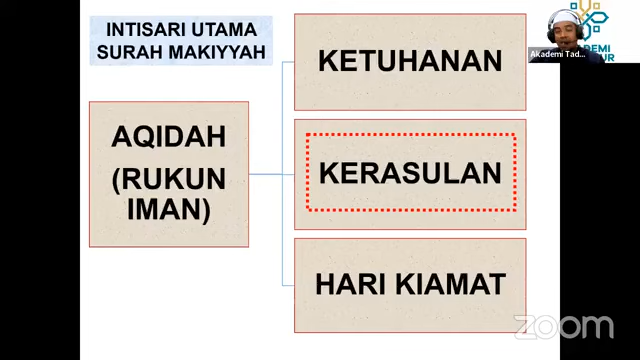 INTISARI UTAMA
SURAH MAKIYYAH
KETUHANAN
AQIDAH
(RUKUN
IMAN)
KERASULAN
HARI KIAMAT
Akademi Tad...
zoom